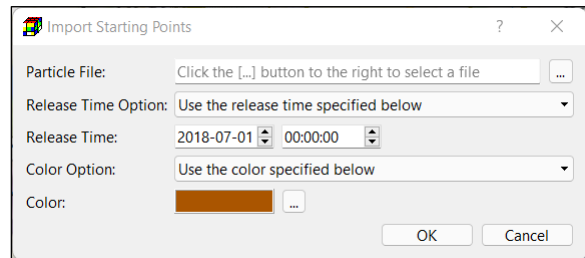 Import Starting Points
Particle File: Click the [...] button to the right to select a file ...
Release Time Option: Use the release time specified below
Release Time: 2018-07-01 00:00:00
Color Option: Use the color specified below
Color: ...
OK Cancel